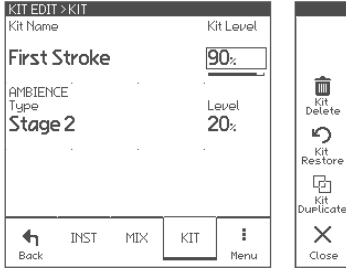 KIT EDIT>KIT
Kit Name Kit Level
First Stroke 90%
AMBIENCE
Type Level
Stage 2 20%
Back INST MIX KIT Menu
Kit
Delete
Kit
Restore
Kit
Duplicate
Close